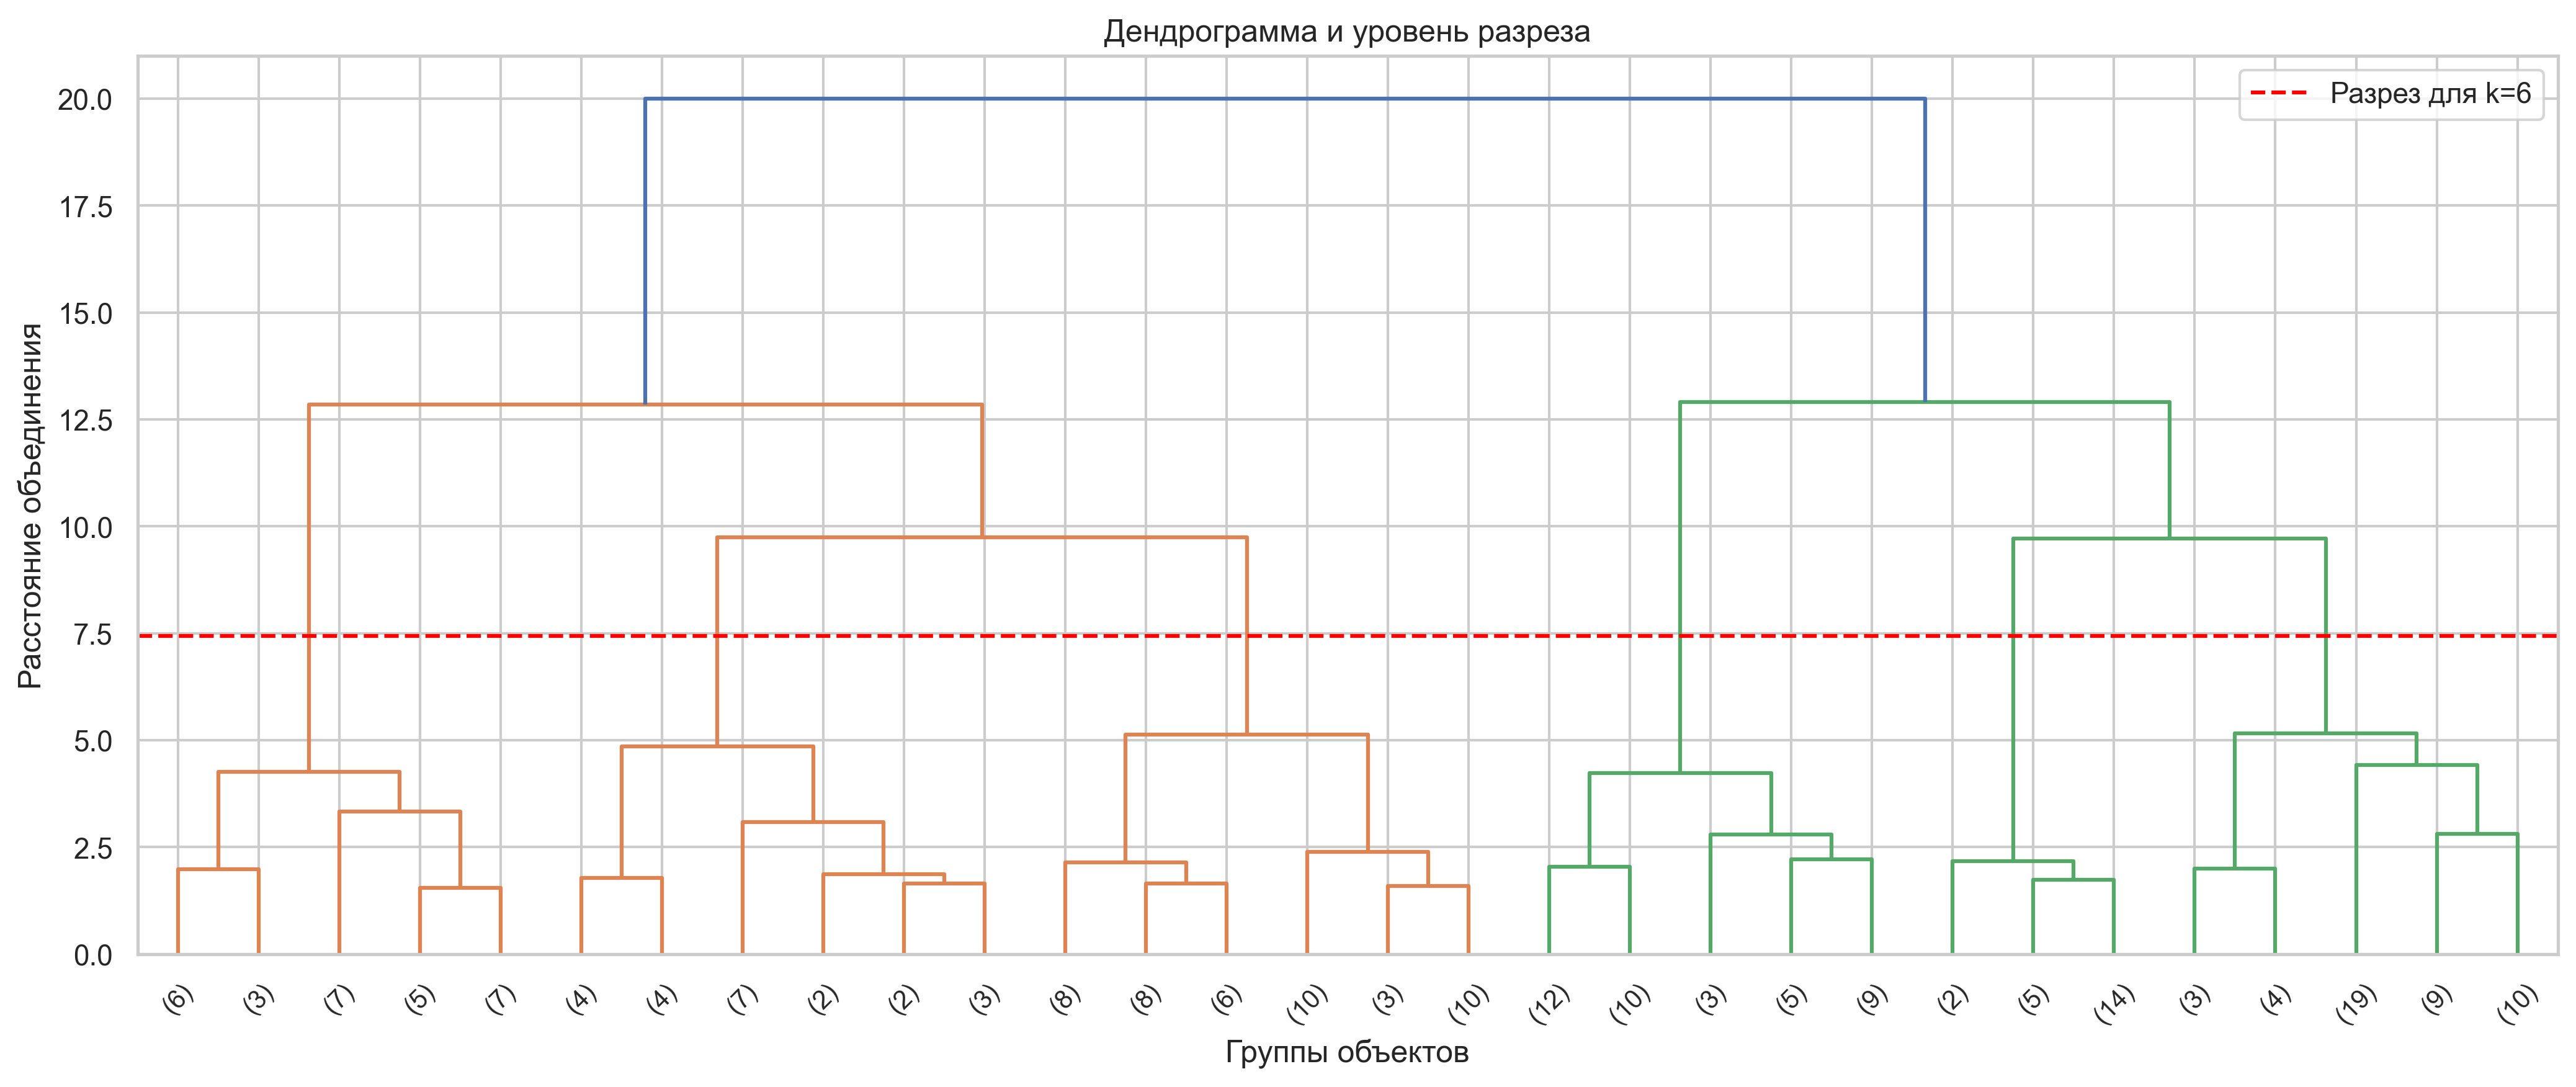 Дендрограмма и уровень разреза
Разрез для k=6
Расстояние объединения
20.0
17.5
15.0
12.5
10.0
7.5
5.0
2.5
0.0
(6) (3) (7) (5) (7) (4) (4) (7) (2) (2) (3) (8) (8) (6) (10) (3) (10) (12) (10) (3) (5) (9) (2) (5) (14) (3) (4) (19) (9) (10)
Группы объектов